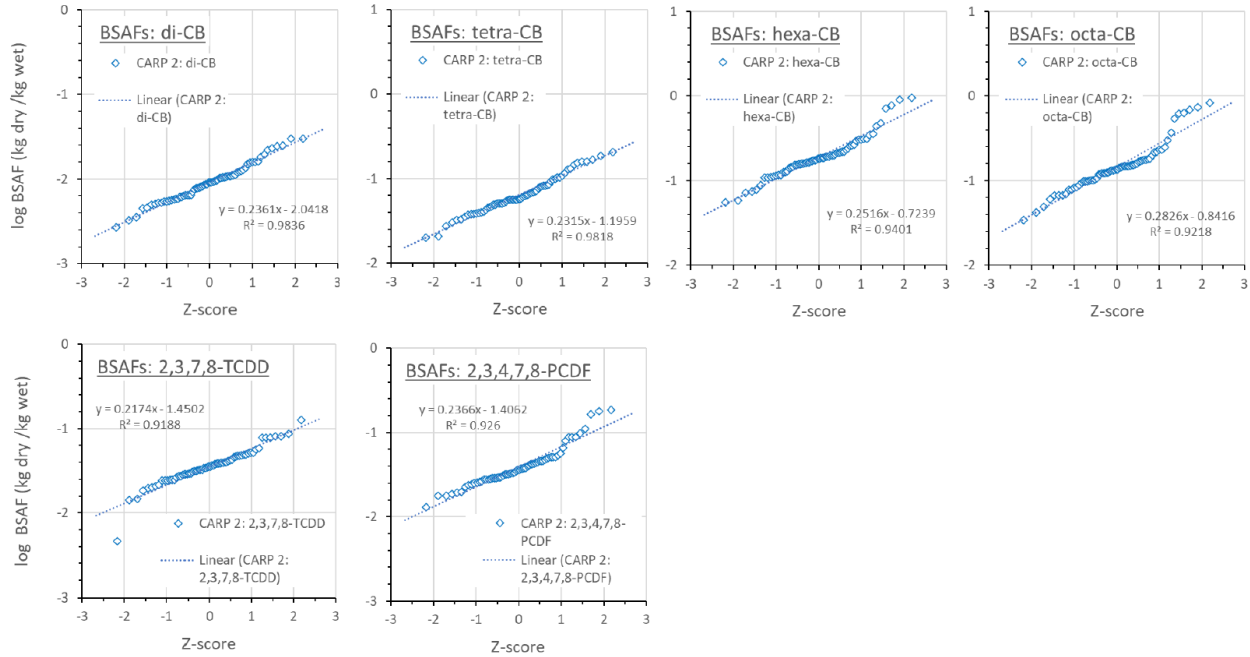 log BSAF (kg dry /kg wet)
0
-1
-2
-3
BSAFs: di-CB
CARP 2: di-CB
Linear (CARP 2:
di-CB)
y = 0.2361x - 2.0418
R² = 0.9836
-3 -2 -1 0 1 2 3
Z-score
1
0
-1
-2
BSAFs: tetra-CB
CARP 2: tetra-CB
Linear (CARP 2:
tetra-CB)
y = 0.2315x - 1.1959
R² = 0.9818
-3 -2 -1 0 1 2 3
Z-score
1
0
-1
-2
BSAFs: hexa-CB
CARP 2: hexa-CB
Linear (CARP 2:
hexa-CB)
y = 0.2516x - 0.7239
R² = 0.9401
-3 -2 -1 0 1 2 3
Z-score
1
0
-1
-2
BSAFs: octa-CB
CARP 2: octa-CB
Linear (CARP 2:
octa-CB)
y = 0.2826x - 0.8416
R² = 0.9218
-3 -2 -1 0 1 2 3
Z-score
log BSAF (kg dry /kg wet)
0
-1
-2
-3
BSAFs: 2,3,7,8-TCDD
y = 0.2174x - 1.4502
R² = 0.9188
CARP 2: 2,3,7,8-TCDD
Linear (CARP 2:
2,3,7,8-TCDD)
-3 -2 -1 0 1 2 3
Z-score
0
-1
-2
-3
BSAFs: 2,3,4,7,8-PCDF
y = 0.2366x - 1.4062
R² = 0.926
CARP 2: 2,3,4,7,8-
PCDF
Linear (CARP 2:
2,3,4,7,8-PCDF)
-3 -2 -1 0 1 2 3
Z-score